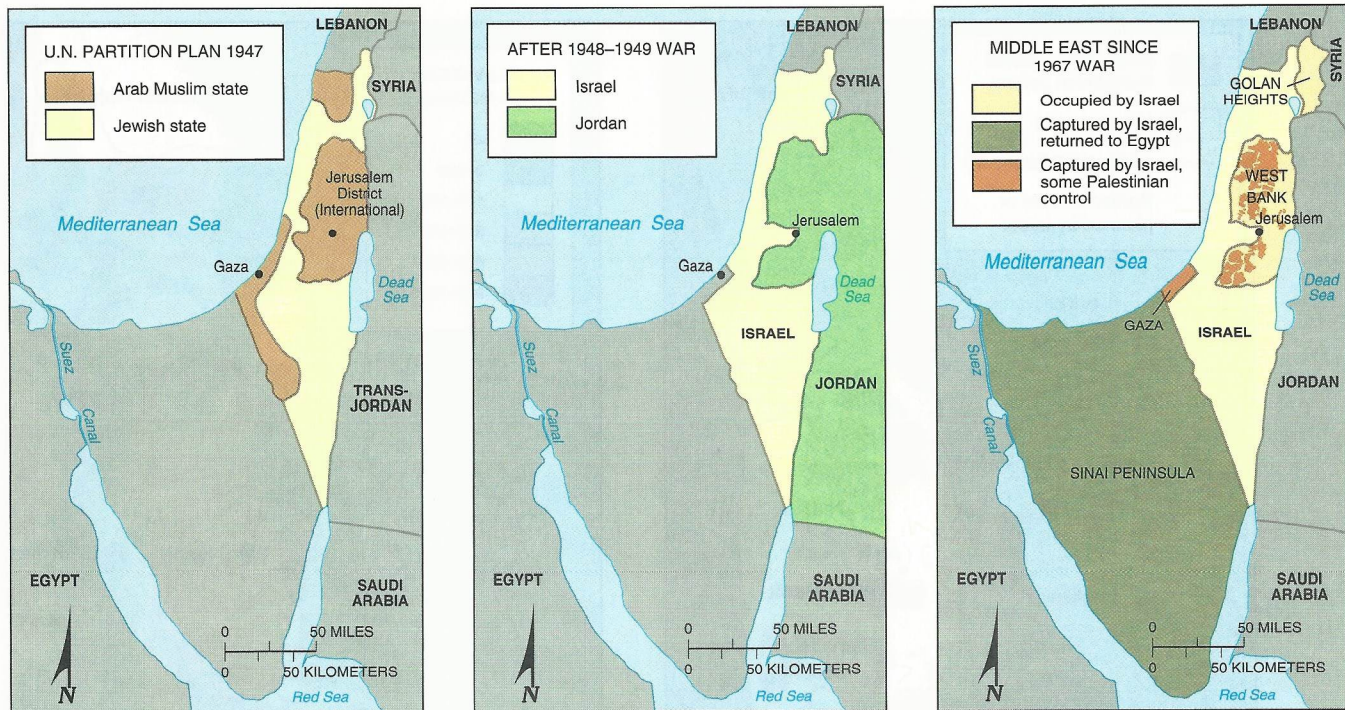 U.N. PARTITION PLAN 1947
Arab Muslim state
Jewish state
LEBANON
SYRIA
Jerusalem
District
(International)
Mediterranean Sea
Gaza
Dead
Sea
Suez
Canal
TRANS-
JORDAN
EGYPT
SAUDI
ARABIA
0 50 MILES
0 50 KILOMETERS
N
Red Sea
AFTER 1948–1949 WAR
Israel
Jordan
LEBANON
SYRIA
Mediterranean Sea
Jerusalem
Gaza
Dead
Sea
ISRAEL
Suez
Canal
JORDAN
EGYPT
SAUDI
ARABIA
0 50 MILES
0 50 KILOMETERS
N
Red Sea
MIDDLE EAST SINCE
1967 WAR
Occupied by Israel
Captured by Israel,
returned to Egypt
Captured by Israel,
some Palestinian
control
LEBANON
SYRIA
GOLAN
HEIGHTS
WEST
BANK
Jerusalem
Mediterranean Sea
Dead
Sea
GAZA
ISRAEL
Suez
Canal
JORDAN
SINAI PENINSULA
EGYPT
SAUDI
ARABIA
0 50 MILES
0 50 KILOMETERS
N
Red Sea